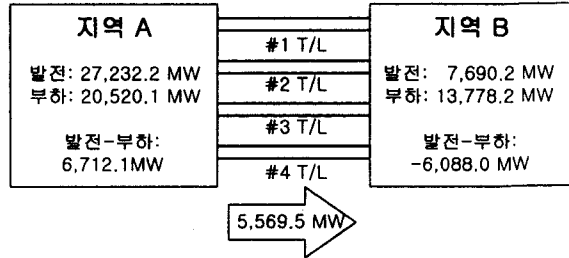 지역 A
발전: 27,232.2 MW
부하: 20,520.1 MW
발전-부하:
6,712.1MW
#1 T/L
#2 T/L
#3 T/L
#4 T/L
5,569.5 MW
지역 B
발전: 7,690.2 MW
부하: 13,778.2 MW
발전-부하:
-6,088.0 MW